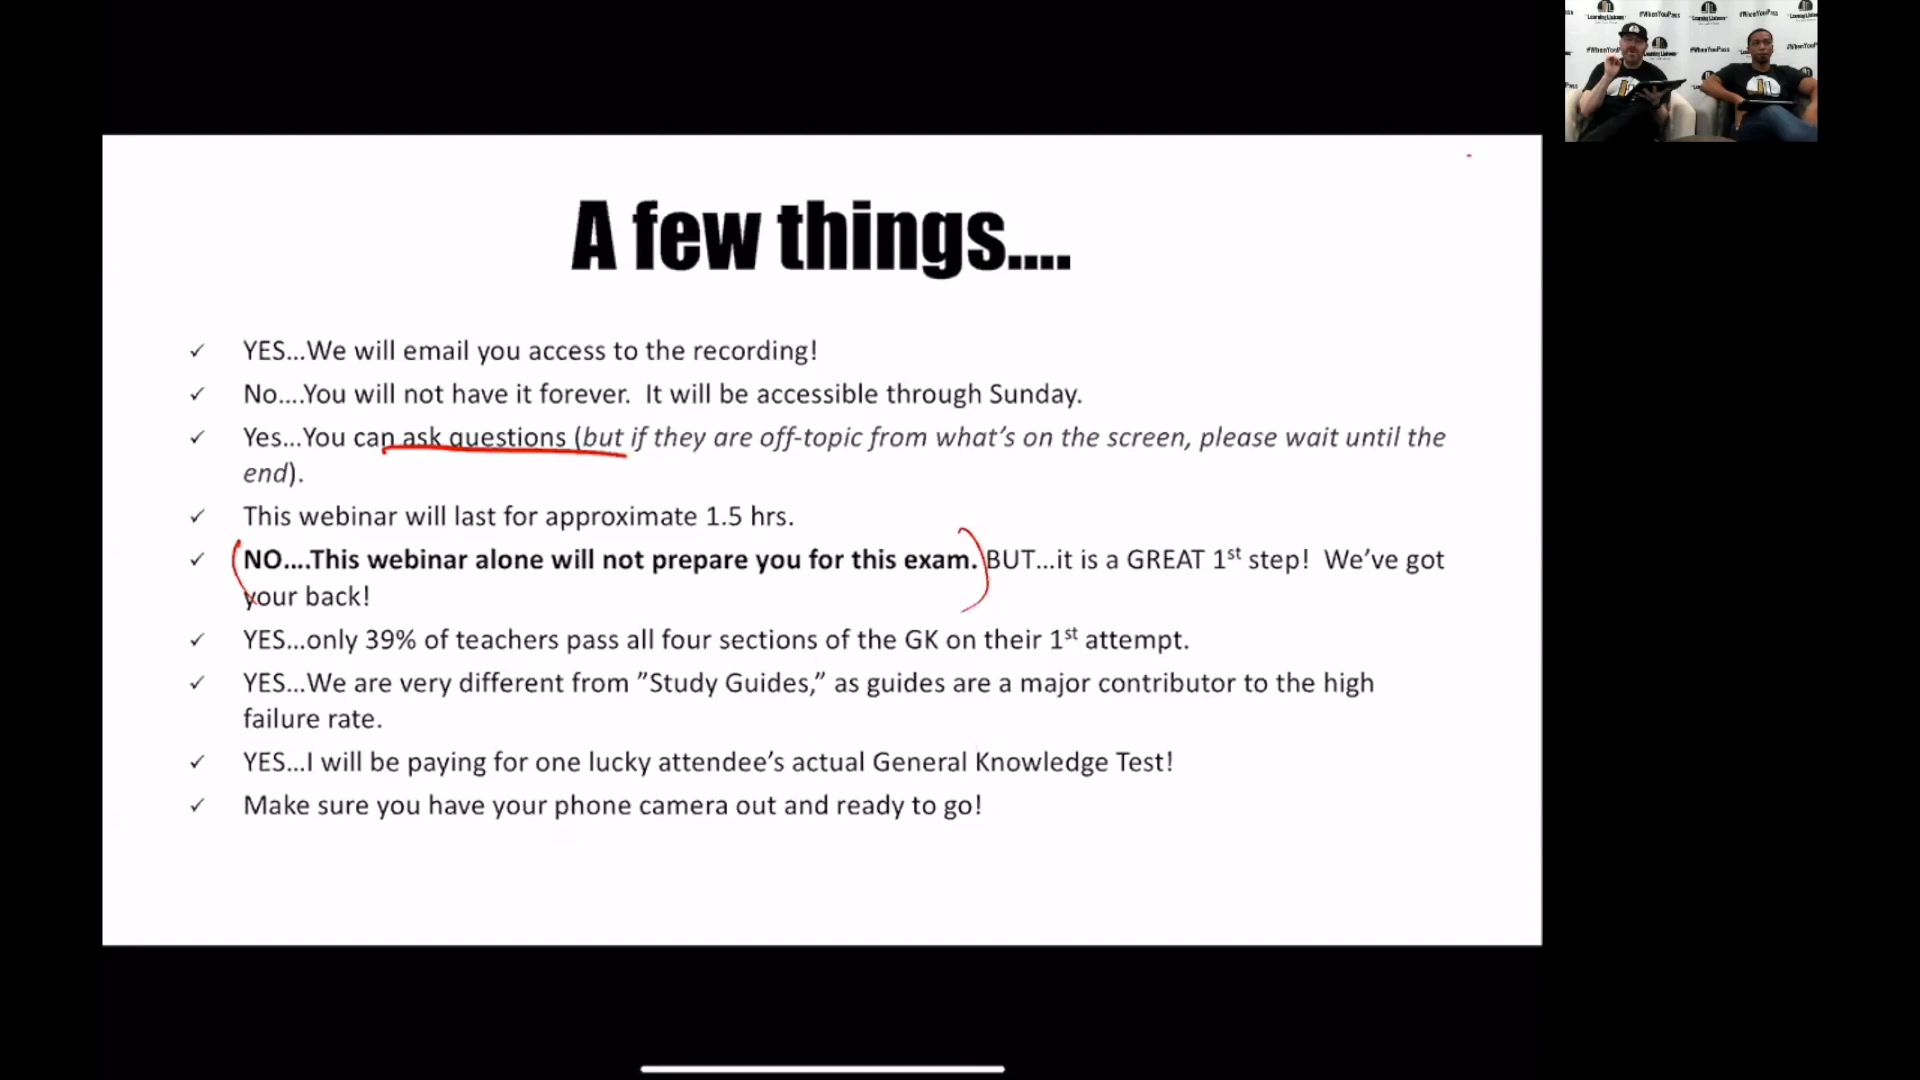 #WhenYouPass
#WhenYouPass
A few things....
✓ YES...We will email you access to the recording!
✓ No....You will not have it forever.  It will be accessible through Sunday.
✓ Yes...You can ask questions (but if they are off-topic from what's on the screen, please wait until the
end).
✓ This webinar will last for approximate 1.5 hrs.
✓ NO....This webinar alone will not prepare you for this exam. BUT...it is a GREAT 1st step!  We've got
your back!
✓ YES...only 39% of teachers pass all four sections of the GK on their 1st attempt.
✓ YES...We are very different from ”Study Guides,” as guides are a major contributor to the high
failure rate.
✓ YES...I will be paying for one lucky attendee’s actual General Knowledge Test!
✓ Make sure you have your phone camera out and ready to go!